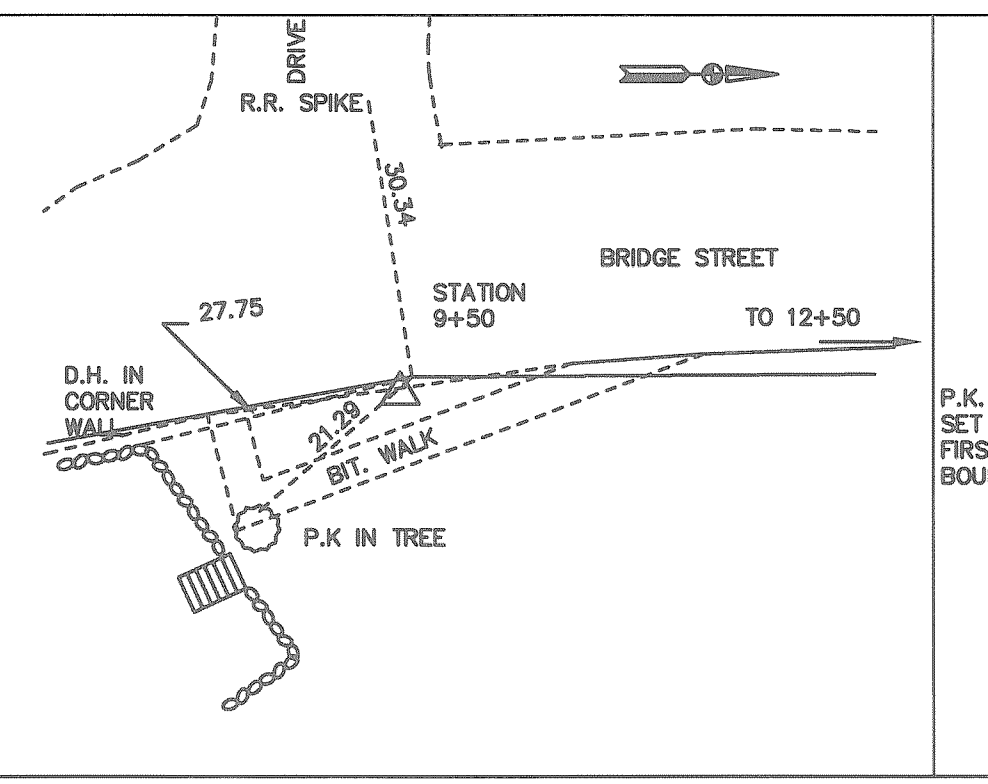 DRIVE
R.R. SPIKE
30.34
BRIDGE STREET
STATION
9+50
27.75
TO 12+50
D.H. IN
CORNER
WALL
21.29
BIT. WALK
P.K IN TREE
P.K.
SET